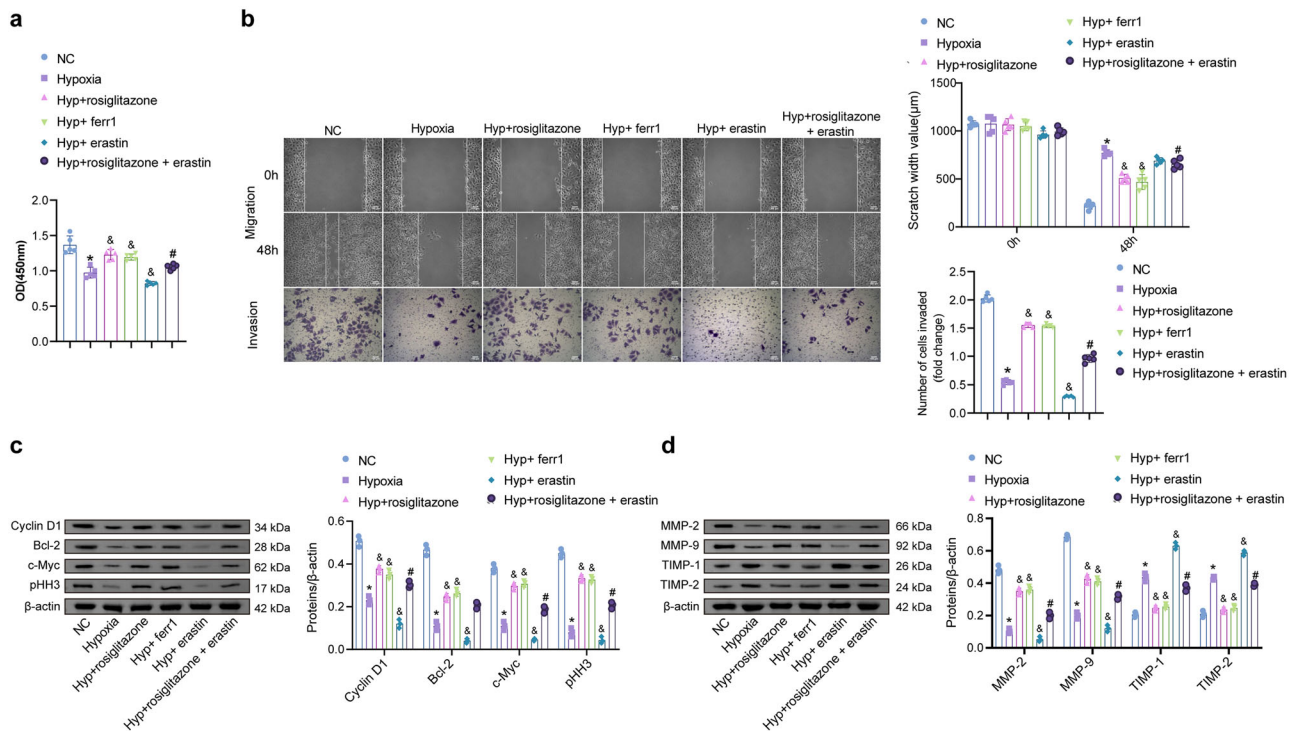 a
NC
Hypoxia
Hyp+rosiglitazone
Hyp+ ferr1
Hyp+ erastin
Hyp+rosiglitazone + erastin
OD(450nm)
2.0
1.5
1.0
0.5
0.0
*
&
&
&
#
b
NC
Hypoxia
Hyp+rosiglitazone
Hyp+ ferr1
Hyp+ erastin
Hyp+rosiglitazone
+ erastin
Migration
0h
48h
Invasion
NC
Hypoxia
Hyp+rosiglitazone
Hyp+ ferr1
Hyp+ erastin
Hyp+rosiglitazone + erastin
Scratch width value(μm)
1500
1000
500
0
*
&
&
#
0h
48h
NC
Hypoxia
Hyp+rosiglitazone
Hyp+ ferr1
Hyp+ erastin
Hyp+rosiglitazone + erastin
Number of cells invaded
(fold change)
2.5
2.0
1.5
1.0
0.5
0.0
*
&
&
&
#
c
Cyclin D1
34 kDa
Bcl-2
28 kDa
c-Myc
62 kDa
pHH3
17 kDa
β-actin
42 kDa
NC
Hypoxia
Hyp+rosiglitazone
Hyp+ ferr1
Hyp+ erastin
Hyp+rosiglitazone + erastin
NC
Hypoxia
Hyp+rosiglitazone
Hyp+ ferr1
Hyp+ erastin
Hyp+rosiglitazone + erastin
Proteins/β-actin
0.6
0.4
0.2
0.0
* & & & #
* & & &
* & & & #
* & & & #
Cyclin D1
Bcl-2
c-Myc
pHH3
d
MMP-2
66 kDa
MMP-9
92 kDa
TIMP-1
26 kDa
TIMP-2
24 kDa
β-actin
42 kDa
NC
Hypoxia
Hyp+rosiglitazone
Hyp+ ferr1
Hyp+ erastin
Hyp+rosiglitazone + erastin
NC
Hypoxia
Hyp+rosiglitazone
Hyp+ ferr1
Hyp+ erastin
Hyp+rosiglitazone + erastin
Proteins/β-actin
0.8
0.6
0.4
0.2
0.0
* & & & #
* & & & #
* & & & #
* & & & #
MMP-2
MMP-9
TIMP-1
TIMP-2